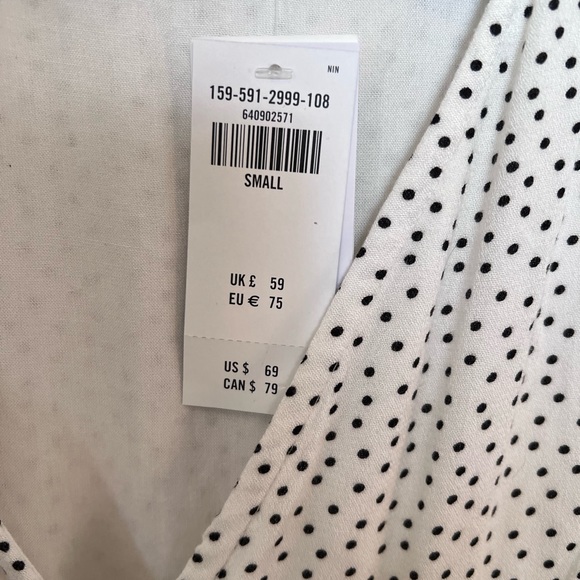 NIN
159-591-2999-108
640902571
SMALL
UK £ 59
EU € 75
US $ 69
CAN $ 79